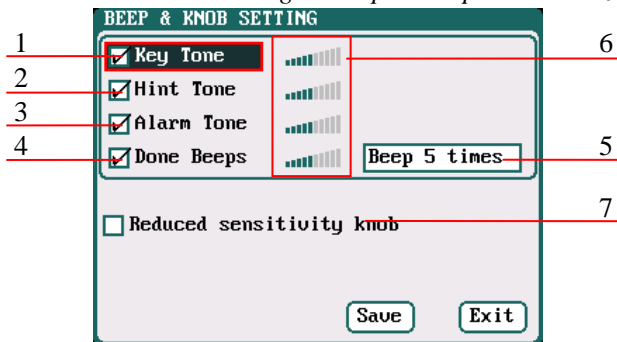 BEEP & KNOB SETTING
1
Key Tone
6
2
Hint Tone
3
Alarm Tone
4
Done Beeps
Beep 5 times
5
7
Reduced sensitivity knob
Save
Exit